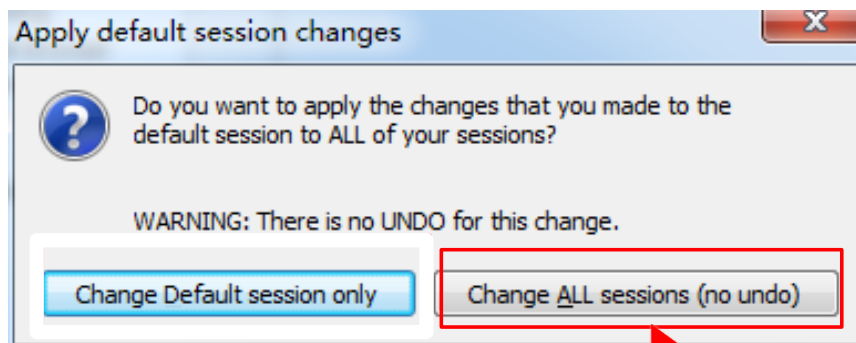 Apply default session changes
Do you want to apply the changes that you made to the
default session to ALL of your sessions?
WARNING: There is no UNDO for this change.
Change Default session only
Change ALL sessions (no undo)